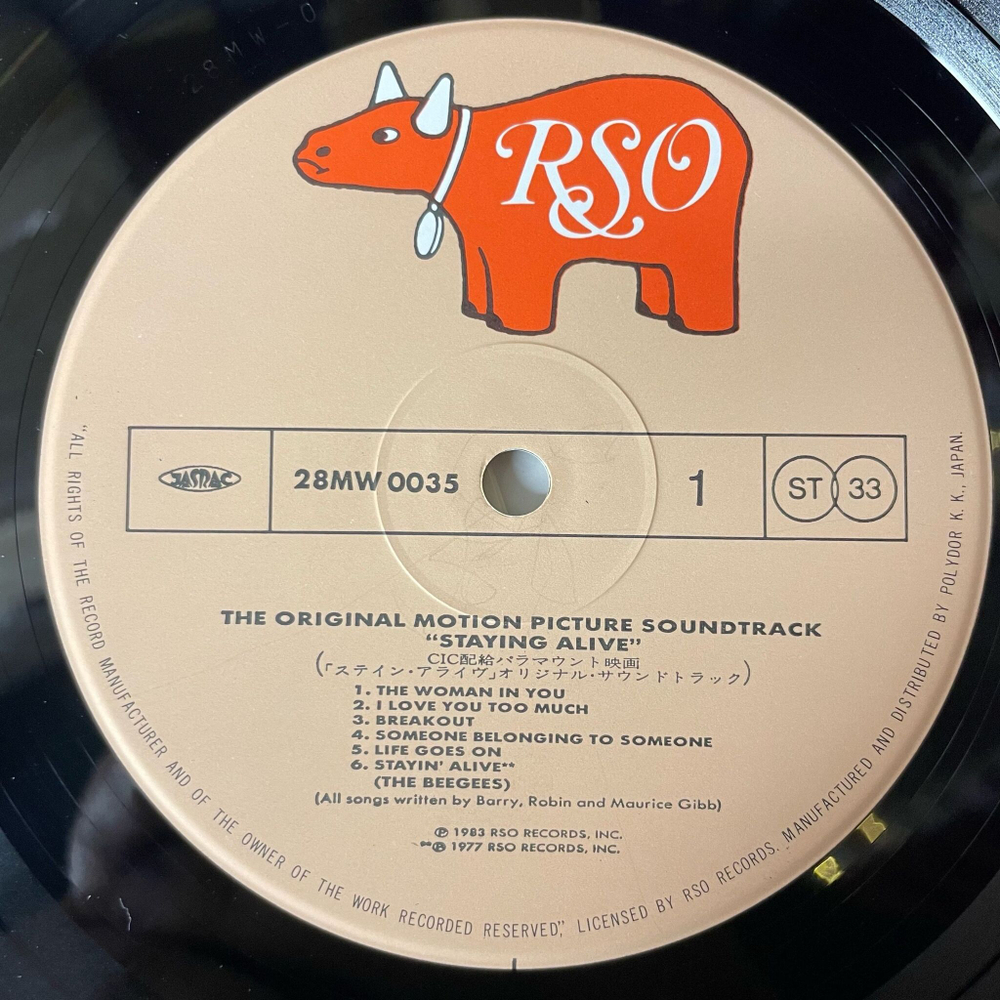 28MW-0
RSO
JASRAC
28MW 0035
1
ST 33
THE ORIGINAL MOTION PICTURE SOUNDTRACK
“STAYING ALIVE”
CIC配給パラマウント映画
(「ステイン・アライヴ」オリジナル・サウンドトラック)
1. THE WOMAN IN YOU
2. I LOVE YOU TOO MUCH
3. BREAKOUT
4. SOMEONE BELONGING TO SOMEONE
5. LIFE GOES ON
6. STAYIN’ ALIVE**
(THE BEEGEES)
(All songs written by Barry, Robin and Maurice Gibb)
℗ 1983 RSO RECORDS, INC.
**℗ 1977 RSO RECORDS, INC.
“ALL RIGHTS OF THE RECORD MANUFACTURER AND OF THE OWNER OF THE WORK RECORDED RESERVED”, LICENSED BY RSO RECORDS. MANUFACTURED AND DISTRIBUTED BY POLYDOR K. K., JAPAN.